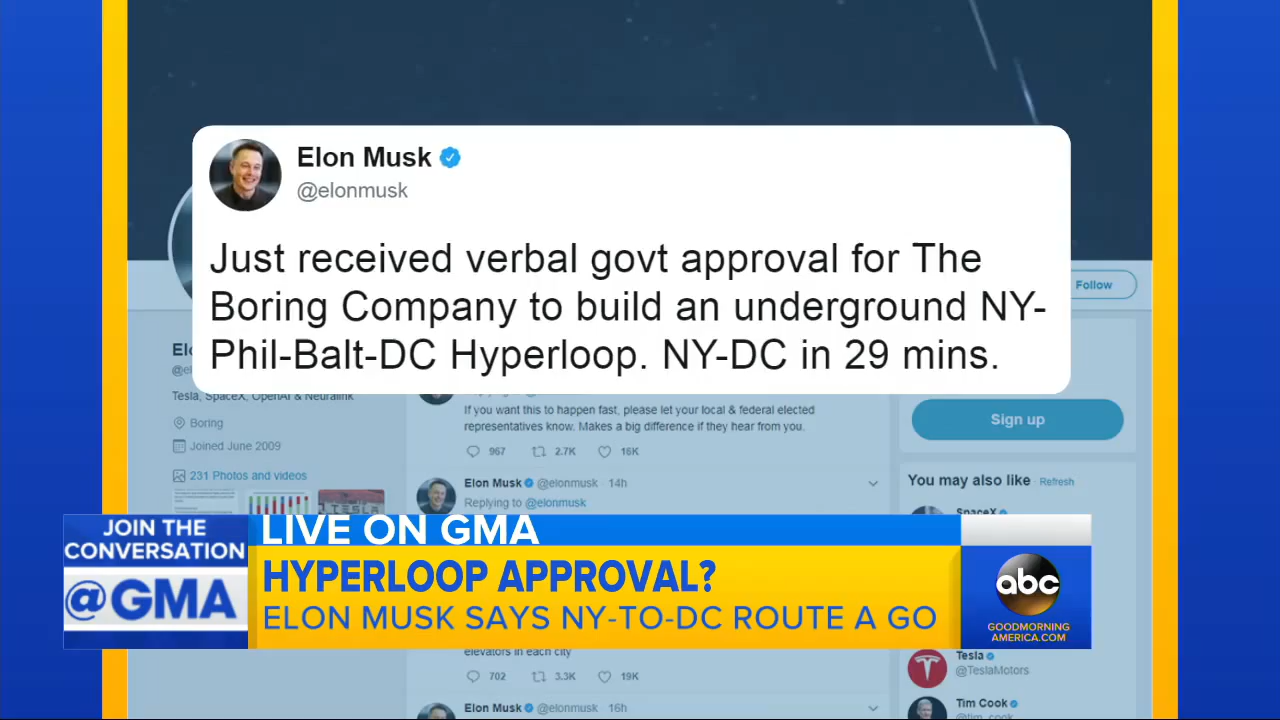 Elon Musk
@elonmusk
Just received verbal govt approval for The
Boring Company to build an underground NY-
Phil-Balt-DC Hyperloop. NY-DC in 29 mins.
Follow
Tesla, SpaceX, OpenAI & Neuralink
Boring
Joined June 2009
231 Photos and videos
If you want this to happen fast, please let your local & federal elected
representatives know. Makes a big difference if they hear from you.
967 2.7K 16K
Elon Musk @elonmusk · 14h
Replying to @elonmusk
Sign up
You may also like · Refresh
SpaceX
JOIN THE
CONVERSATION
@GMA
LIVE ON GMA
HYPERLOOP APPROVAL?
ELON MUSK SAYS NY-TO-DC ROUTE A GO
abc
GOODMORNING
AMERICA.COM
elevators in each city
702 3.3K 19K
Elon Musk @elonmusk · 16h
Tesla
@TeslaMotors
Tim Cook
@tim_cook